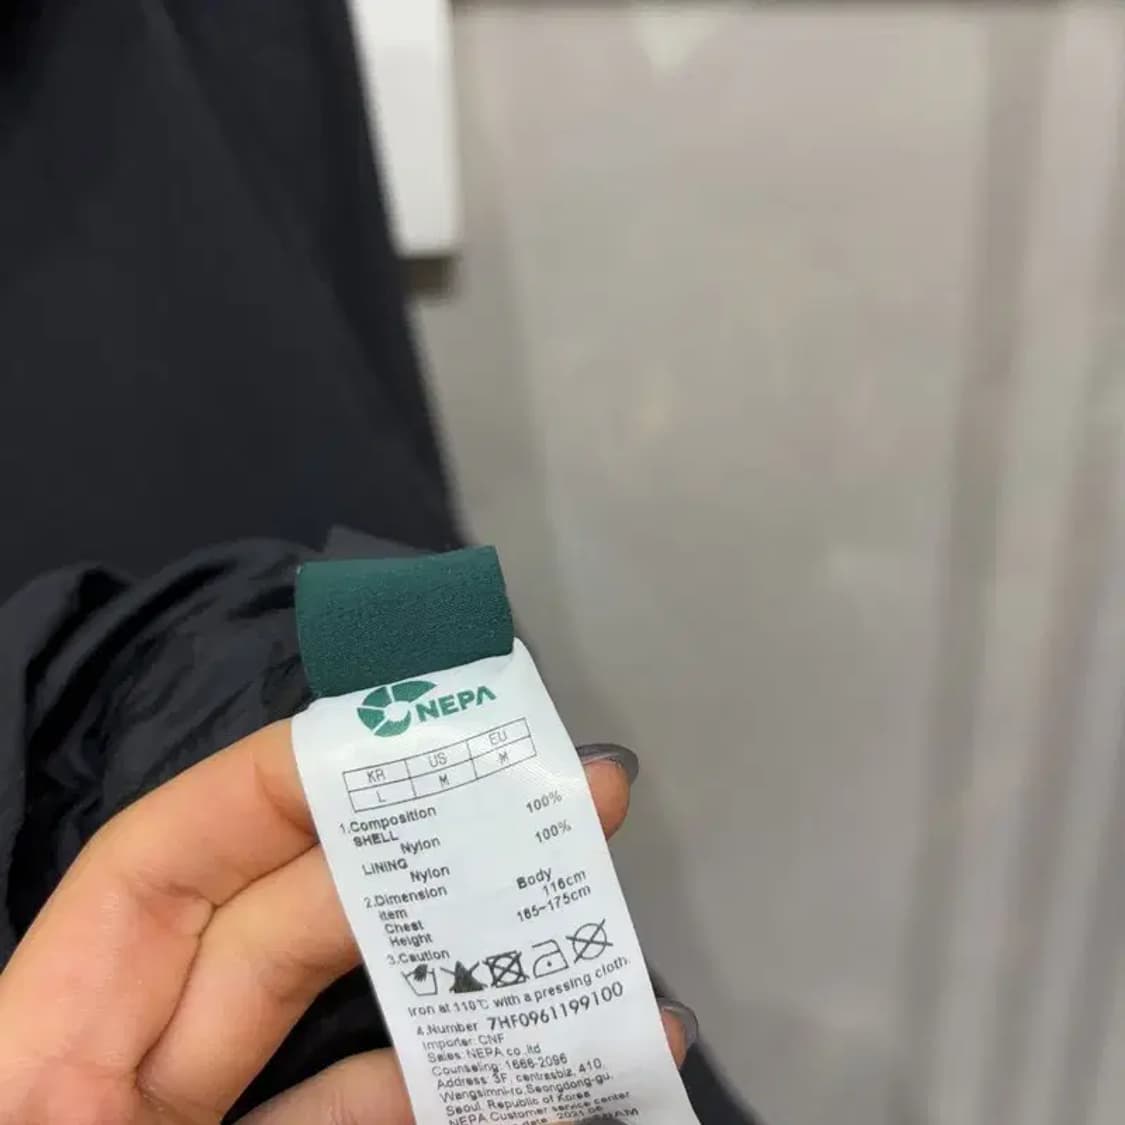 NEPA
KR US EU
L M M
1.Composition
SHELL
Nylon 100%
LINING
Nylon 100%
2.Dimension
Item Body
Chest 116cm
Height 165~175cm
3.Caution
Iron at 110℃ with a pressing cloth.
4.Number 7HF0961199100
Importer: CNF
Sales: NEPA co.,ltd
Counseling: 1666-2096
Address: 3F, centrasbiz, 410,
Wangsimni-ro, Seongdong-gu,
Seoul, Republic of Korea
NEPA Customer service center
date. 2021.06